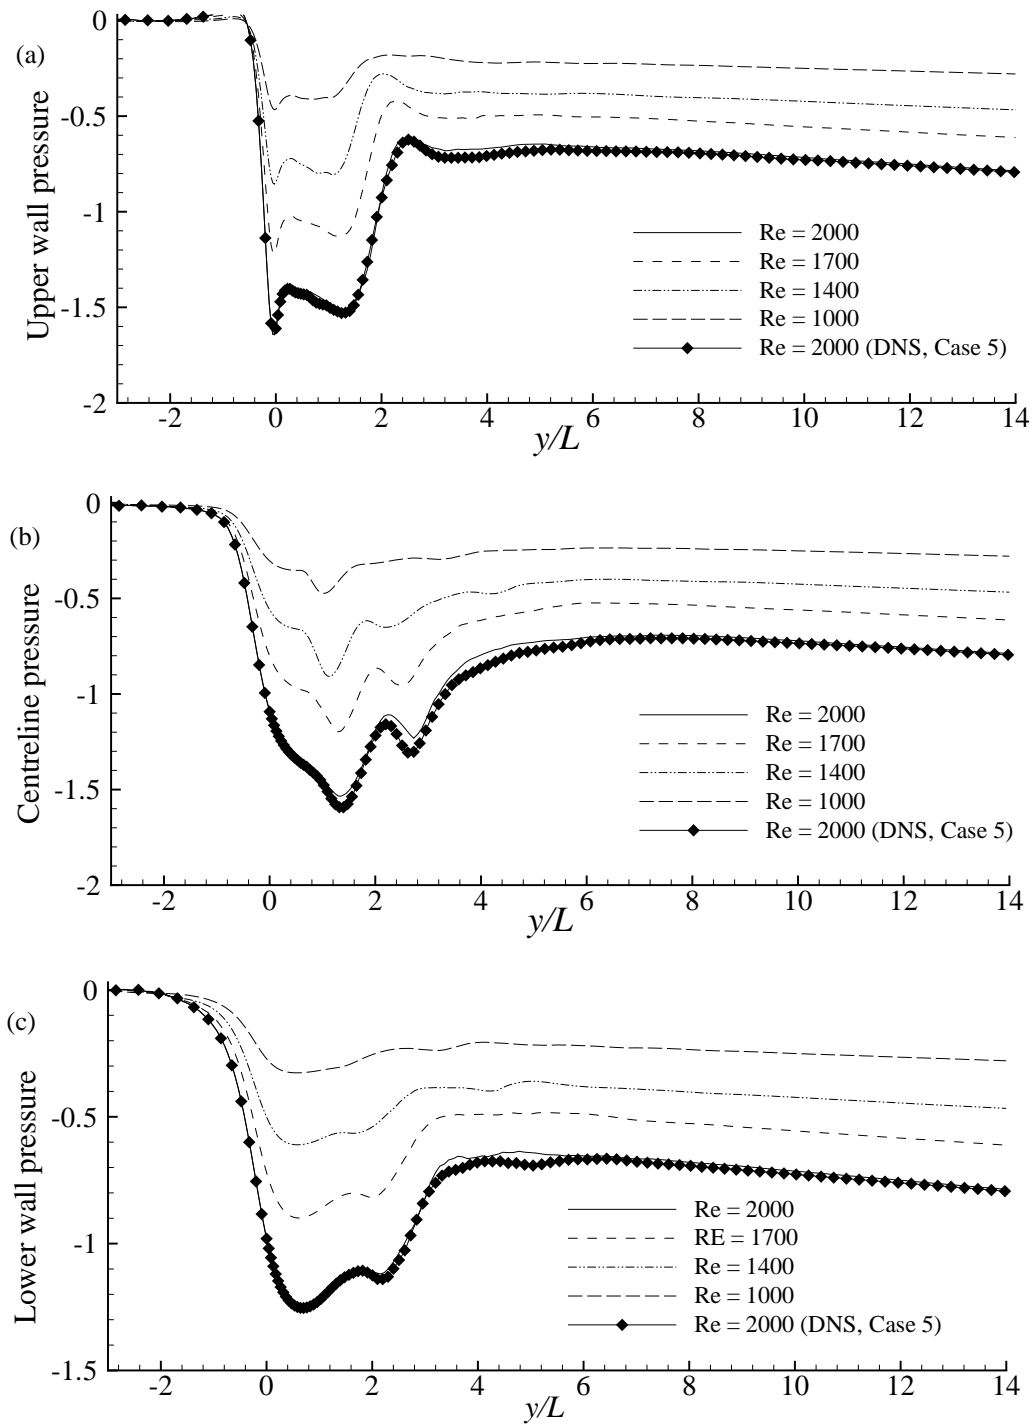 (a)
Upper wall pressure
0
-0.5
-1
-1.5
-2
-2 0 2 4 6 8 10 12 14
y/L
Re = 2000
Re = 1700
Re = 1400
Re = 1000
Re = 2000 (DNS, Case 5)
(b)
Centreline pressure
0
-0.5
-1
-1.5
-2
-2 0 2 4 6 8 10 12 14
y/L
Re = 2000
Re = 1700
Re = 1400
Re = 1000
Re = 2000 (DNS, Case 5)
(c)
Lower wall pressure
0
-0.5
-1
-1.5
-2 0 2 4 6 8 10 12 14
y/L
Re = 2000
RE = 1700
Re = 1400
Re = 1000
Re = 2000 (DNS, Case 5)